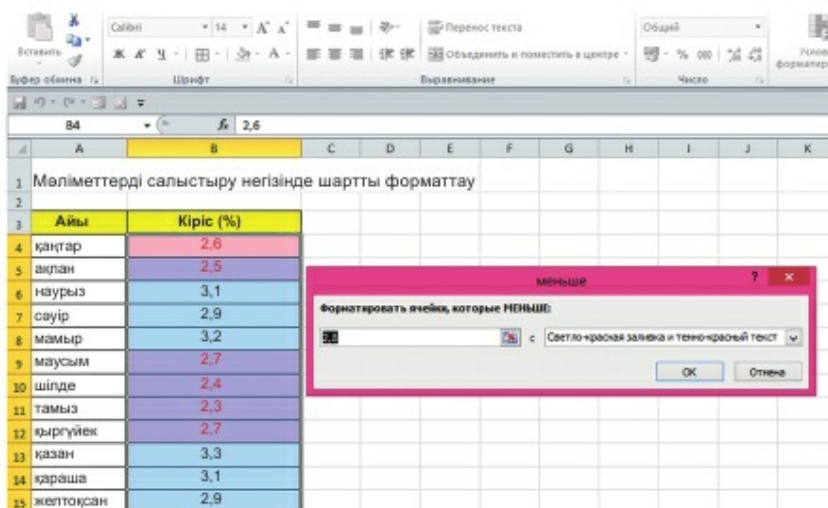 Calibri 14 Перенос текста Общий
Вставить Ж К Ч Объединить и поместить в центре % 000
Буфер обмена Шрифт Выравнивание Число
B4 fx 2,6
A B C D E F G H I J K
1 Мәліметтерді салыстыру негізінде шартты форматтау
2
3 Айы Кіріс (%)
4 қаңтар 2,6
5 ақпан 2,5
6 наурыз 3,1
7 сәуір 2,9
8 мамыр 3,2
9 маусым 2,7
10 шілде 2,4
11 тамыз 2,3
12 қыргүйек 2,7
13 қазан 3,3
14 қараша 3,1
15 желтоқсан 2,9
меньше ?
Форматировать ячейки, которые МЕНЬШЕ:
с Светло-красная заливка и темно-красный текст
ОК Отмена